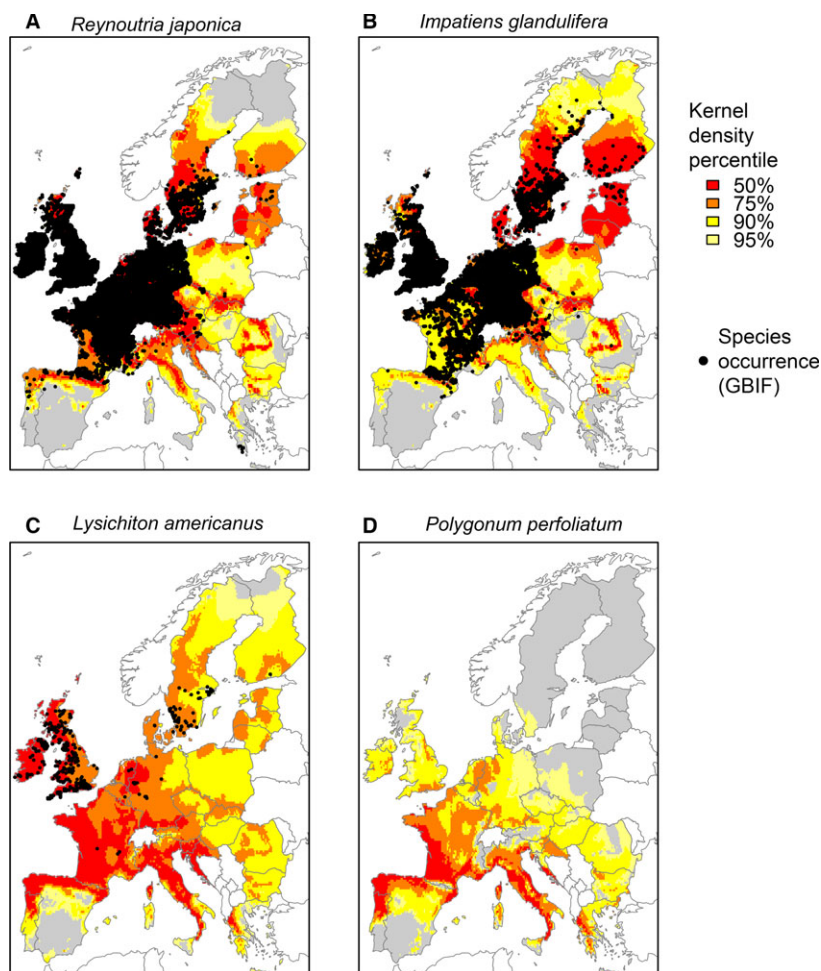 A Reynoutria japonica
B Impatiens glandulifera
Kernel
density
percentile
50%
75%
90%
95%
Species
occurrence
(GBIF)
C Lysichiton americanus
D Polygonum perfoliatum